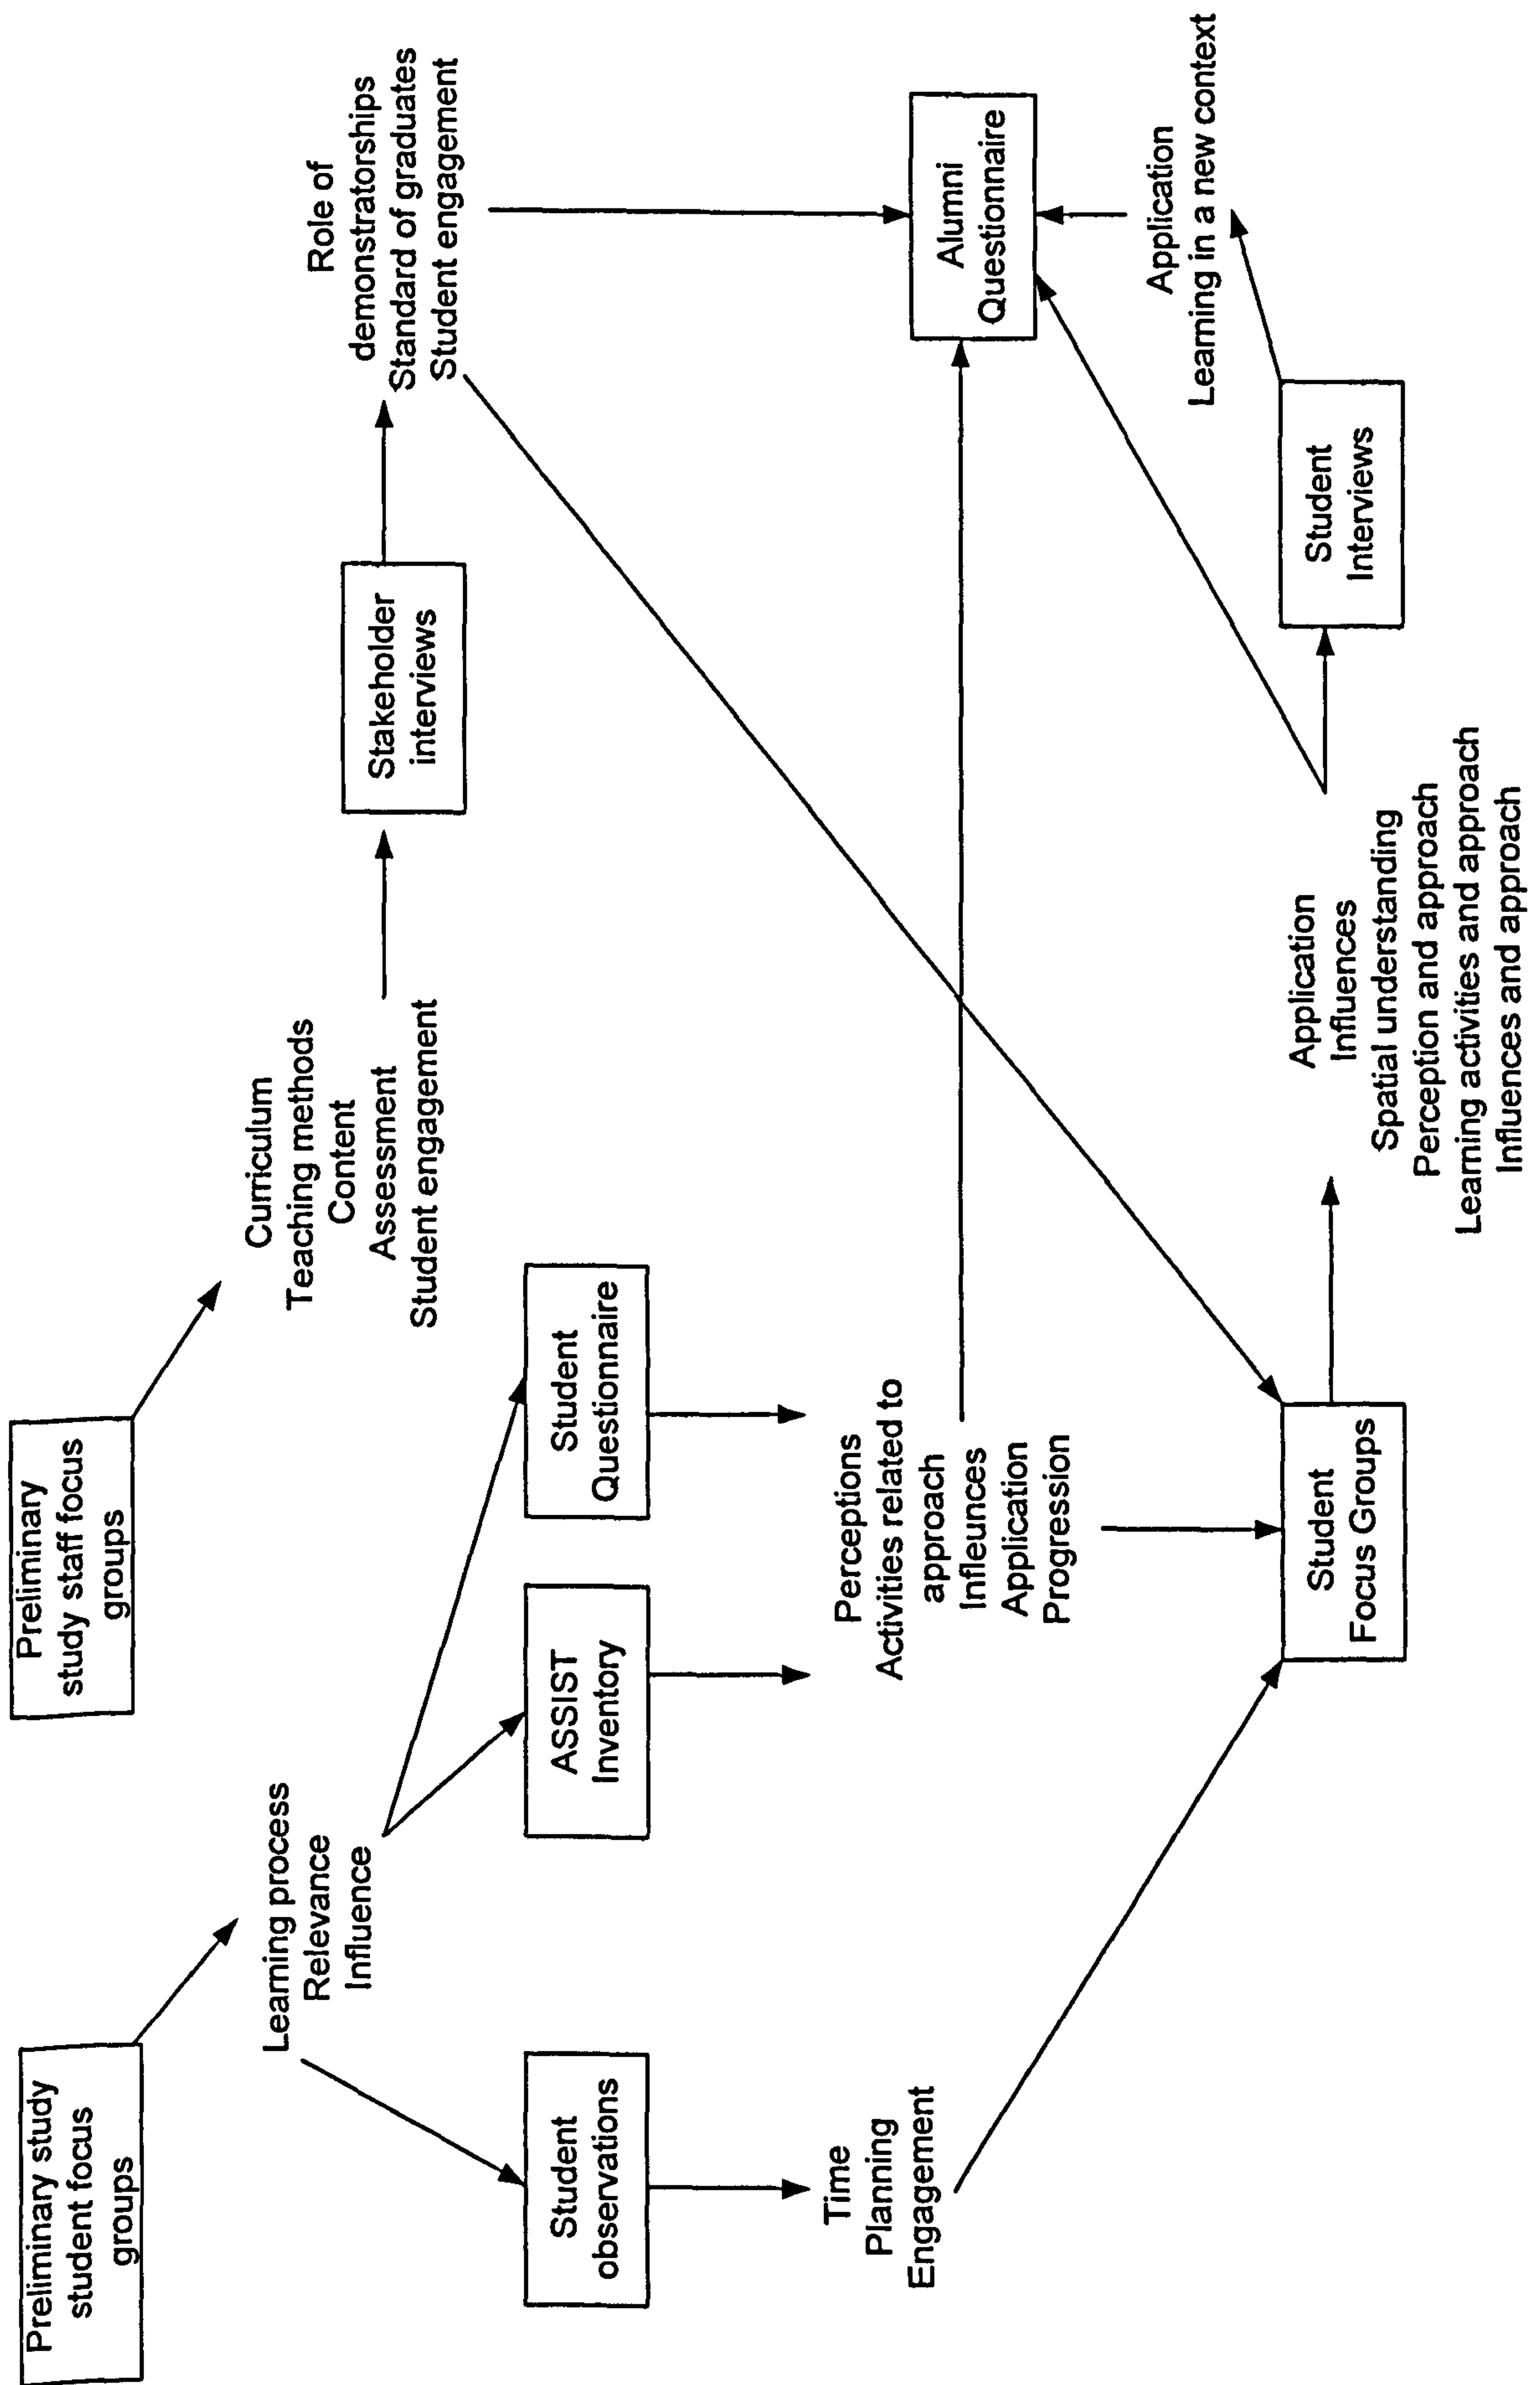 Preliminary study
student focus
groups
Preliminary
study staff focus
groups
Learning process
Relevance
Influence
Curriculum
Teaching methods
Content
Assessment
Student engagement
Stakeholder
interviews
Role of
demonstratorships
Standard of graduates
Student engagement
Student
observations
ASSIST
Inventory
Student
Questionnaire
Time
Planning
Engagement
Perceptions
Activities related to
approach
Infleunces
Application
Progression
Alumni
Questionnaire
Application
Learning in a new context
Student
Focus Groups
Application
Influences
Spatial understanding
Perception and approach
Learning activities and approach
Influences and approach
Student
Interviews